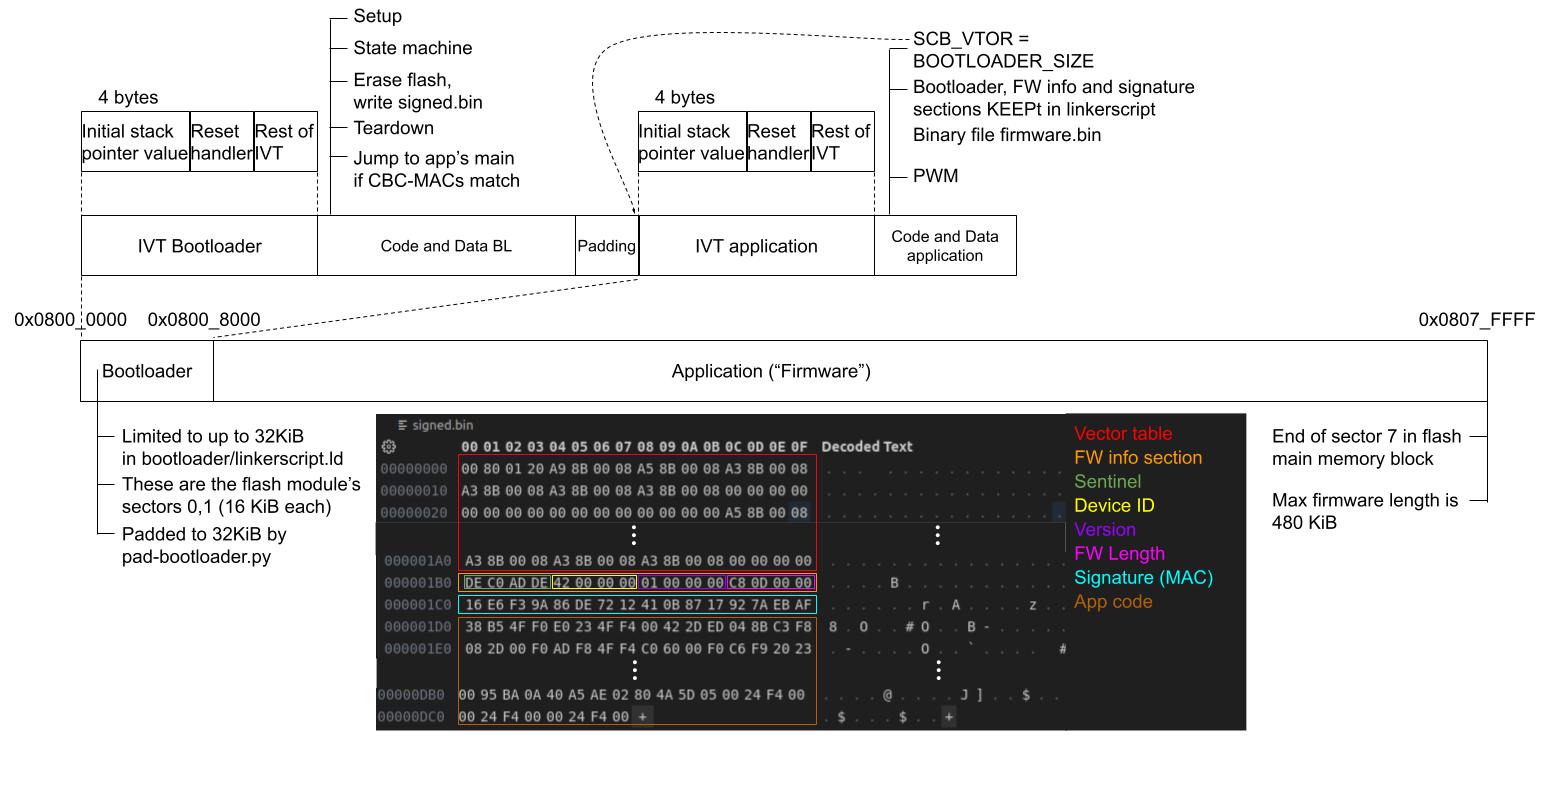 Setup
State machine
Erase flash,
write signed.bin
Teardown
Jump to app's main
if CBC-MACs match
SCB_VTOR =
BOOTLOADER_SIZE
Bootloader, FW info and signature
sections KEEPt in linkerscript
Binary file firmware.bin
PWM
4 bytes
Initial stack
pointer value
Reset
handler
Rest of
IVT
4 bytes
Initial stack
pointer value
Reset
handler
Rest of
IVT
IVT Bootloader
Code and Data BL
Padding
IVT application
Code and Data
application
0x0800_0000
0x0800_8000
0x0807_FFFF
Bootloader
Application (“Firmware”)
Limited to up to 32KiB
in bootloader/linkerscript.ld
These are the flash module's
sectors 0,1 (16 KiB each)
Padded to 32KiB by
pad-bootloader.py
signed.bin
00 01 02 03 04 05 06 07 08 09 0A 0B 0C 0D 0E 0F Decoded Text
00000000 00 80 01 20 A9 8B 00 08 A5 8B 00 08 A3 8B 00 08 . . . . . . . . . . . . . . . .
00000010 A3 8B 00 08 A3 8B 00 08 A3 8B 00 08 00 00 00 00 . . . . . . . . . . . . . . . .
00000020 00 00 00 00 00 00 00 00 00 00 00 00 A5 8B 00 08 . . . . . . . . . . . . . . . .
000001A0 A3 8B 00 08 A3 8B 00 08 A3 8B 00 08 00 00 00 00 . . . . . . . . . . . . . . . .
000001B0 DE C0 AD DE 42 00 00 00 01 00 00 00 C8 0D 00 00 . . . . B . . . . . . . . . . .
000001C0 16 E6 F3 9A 86 DE 72 12 41 0B 87 17 92 7A EB AF . . . . . . r . A . . . . z . .
000001D0 38 B5 4F F0 E0 23 4F F4 00 42 2D ED 04 8B C3 F8 8 . O . . # O . . B - . . . . .
000001E0 08 2D 00 F0 AD F8 4F F4 C0 60 00 F0 C6 F9 20 23 . - . . . . O . . ` . . . . #
00000DB0 00 95 BA 0A 40 A5 AE 02 80 4A 5D 05 00 24 F4 00 . . . . @ . . . . J ] . . $ . .
00000DC0 00 24 F4 00 00 24 F4 00 + . $ . . . $ . . +
Vector table
FW info section
Sentinel
Device ID
Version
FW Length
Signature (MAC)
App code
End of sector 7 in flash
main memory block
Max firmware length is
480 KiB